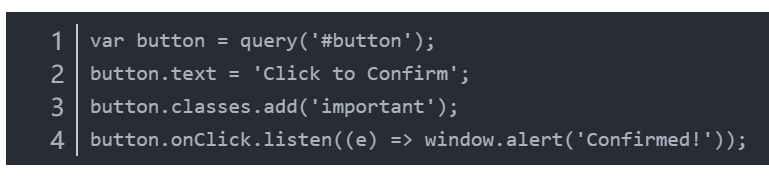 1 var button = query('#button');
2 button.text = 'Click to Confirm';
3 button.classes.add('important');
4 button.onClick.listen((e) => window.alert('Confirmed!'));